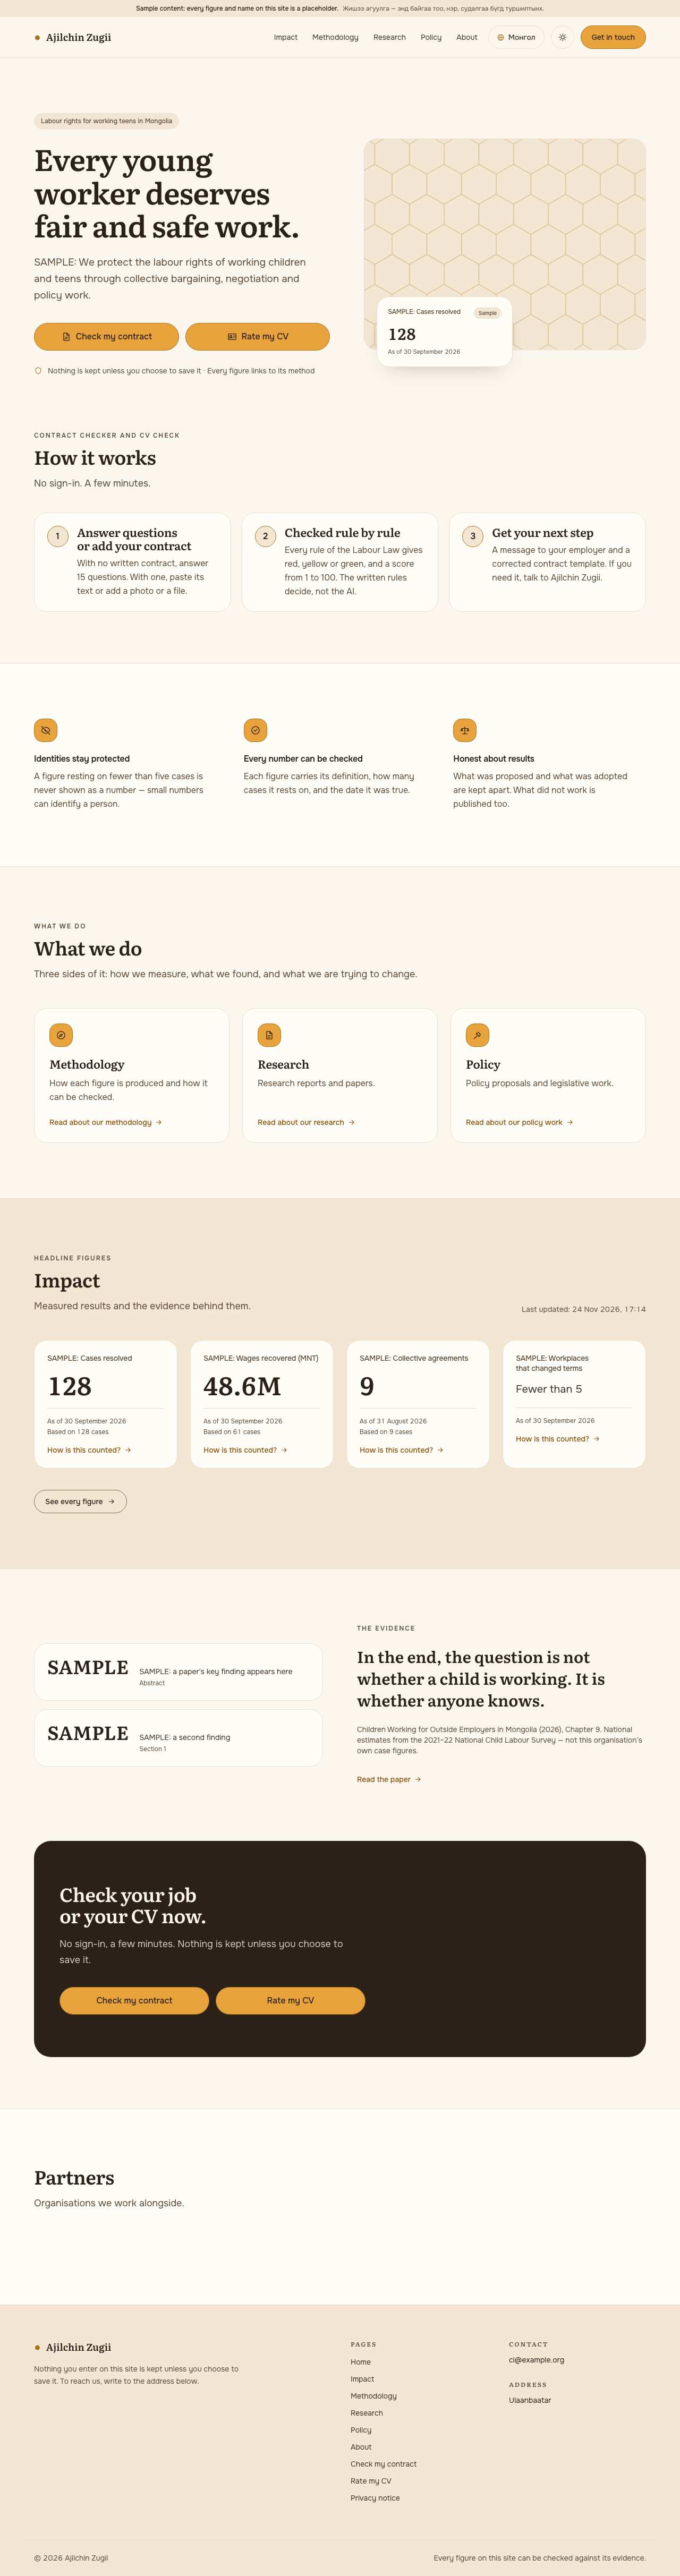 Sample content: every figure and name on this site is a placeholder. Жишээ агуулга — энд байгаа тоо, нэр, судалгаа бүгд туршилтынх.
Ajilchin Zugii
Impact Methodology Research Policy About Монгол Get in touch
Labour rights for working teens in Mongolia
Every young
worker deserves
fair and safe work.
SAMPLE: We protect the labour rights of working children
and teens through collective bargaining, negotiation and
policy work.
Check my contract Rate my CV
Nothing is kept unless you choose to save it · Every figure links to its method
SAMPLE: Cases resolved Sample
128
As of 30 September 2026
CONTRACT CHECKER AND CV CHECK
How it works
No sign-in. A few minutes.
1
Answer questions
or add your contract
With no written contract, answer
15 questions. With one, paste its
text or add a photo or a file.
2
Checked rule by rule
Every rule of the Labour Law gives
red, yellow or green, and a score
from 1 to 100. The written rules
decide, not the AI.
3
Get your next step
A message to your employer and a
corrected contract template. If you
need it, talk to Ajilchin Zugii.
Identities stay protected
A figure resting on fewer than five cases is
never shown as a number — small numbers
can identify a person.
Every number can be checked
Each figure carries its definition, how many
cases it rests on, and the date it was true.
Honest about results
What was proposed and what was adopted
are kept apart. What did not work is
published too.
WHAT WE DO
What we do
Three sides of it: how we measure, what we found, and what we are trying to change.
Methodology
How each figure is produced and how it
can be checked.
Read about our methodology →
Research
Research reports and papers.
Read about our research →
Policy
Policy proposals and legislative work.
Read about our policy work →
HEADLINE FIGURES
Impact
Measured results and the evidence behind them.
Last updated: 24 Nov 2026, 17:14
SAMPLE: Cases resolved
128
As of 30 September 2026
Based on 128 cases
How is this counted? →
SAMPLE: Wages recovered (MNT)
48.6M
As of 30 September 2026
Based on 61 cases
How is this counted? →
SAMPLE: Collective agreements
9
As of 31 August 2026
Based on 9 cases
How is this counted? →
SAMPLE: Workplaces
that changed terms
Fewer than 5
As of 30 September 2026
How is this counted? →
See every figure →
SAMPLE SAMPLE: a paper's key finding appears here
Abstract
SAMPLE SAMPLE: a second finding
Section 1
THE EVIDENCE
In the end, the question is not
whether a child is working. It is
whether anyone knows.
Children Working for Outside Employers in Mongolia (2026), Chapter 9. National
estimates from the 2021–22 National Child Labour Survey — not this organisation's
own case figures.
Read the paper →
Check your job
or your CV now.
No sign-in, a few minutes. Nothing is kept unless you choose to
save it.
Check my contract Rate my CV
Partners
Organisations we work alongside.
Ajilchin Zugii
Nothing you enter on this site is kept unless you choose to
save it. To reach us, write to the address below.
PAGES
Home
Impact
Methodology
Research
Policy
About
Check my contract
Rate my CV
Privacy notice
CONTACT
ci@example.org
ADDRESS
Ulaanbaatar
© 2026 Ajilchin Zugii
Every figure on this site can be checked against its evidence.